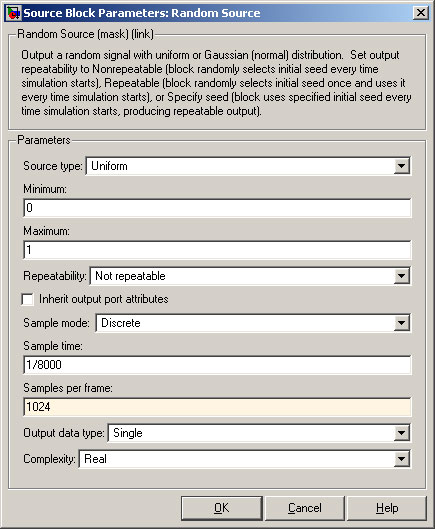 Source Block Parameters: Random Source
Random Source (mask) (link)
Output a random signal with uniform or Gaussian (normal) distribution.  Set output
repeatability to Nonrepeatable (block randomly selects initial seed every time
simulation starts), Repeatable (block randomly selects initial seed once and uses it
every time simulation starts), or Specify seed (block uses specified initial seed every
time simulation starts, producing repeatable output).
Parameters
Source type: Uniform
Minimum:
0
Maximum:
1
Repeatability: Not repeatable
Inherit output port attributes
Sample mode: Discrete
Sample time:
1/8000
Samples per frame:
1024
Output data type: Single
Complexity: Real
OK Cancel Help